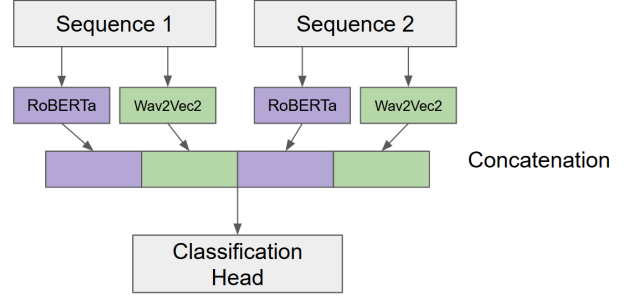 Sequence 1
Sequence 2
RoBERTa
Wav2Vec2
RoBERTa
Wav2Vec2
Concatenation
Classification
Head